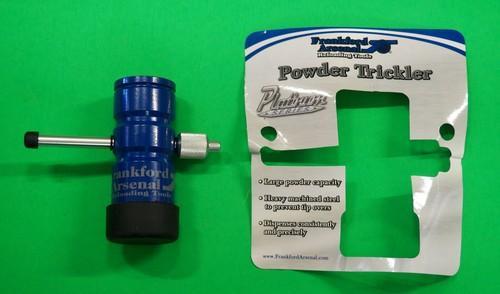 Frankford
Arsenal
Reloading Tools
Frankford
Arsenal
Reloading Tools
Powder Trickler
Platinum
SERIES
• Large powder capacity
• Heavy machined steel
to prevent tip overs
• Dispenses consistently
and precisely
www.FrankfordArsenal.com